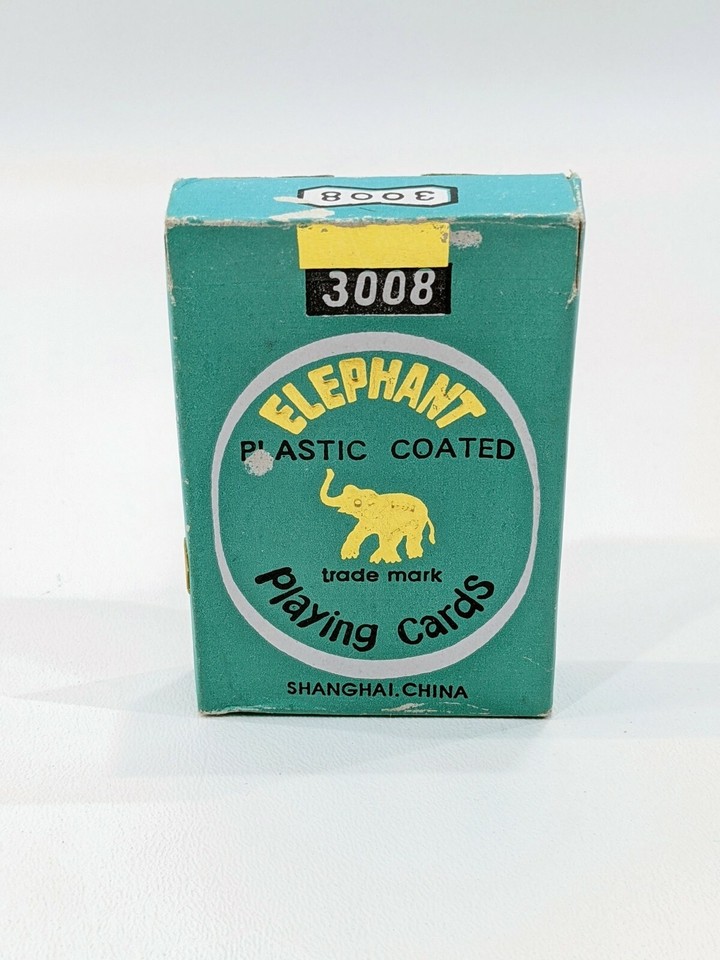 3008
3008
ELEPHANT
PLASTIC COATED
trade mark
Playing Cards
SHANGHAI.CHINA